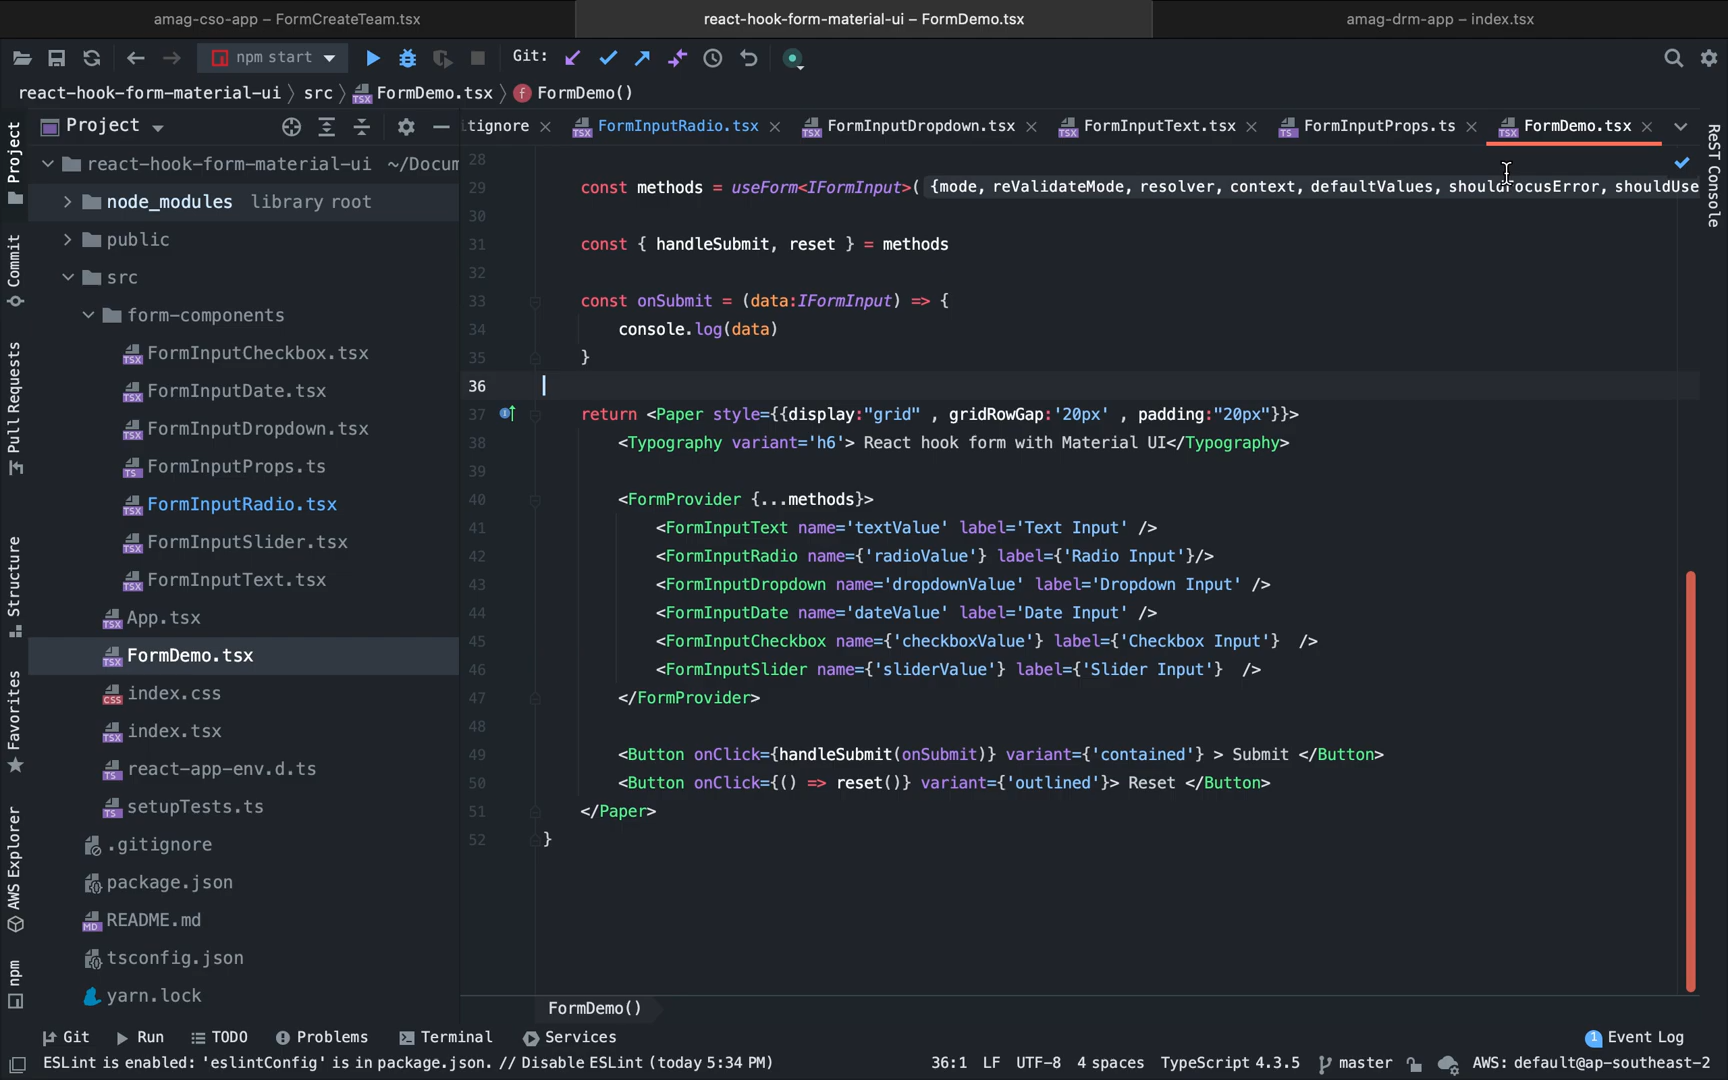 amag-cso-app – FormCreateTeam.tsx
react-hook-form-material-ui – FormDemo.tsx
amag-drm-app – index.tsx
npm start
Git:
react-hook-form-material-ui 〉 src 〉 FormDemo.tsx 〉 FormDemo()
Project
tignore
FormInputRadio.tsx
FormInputDropdown.tsx
FormInputText.tsx
FormInputProps.ts
FormDemo.tsx
Project
Commit
Pull Requests
Structure
Favorites
AWS Explorer
npm
ReST Console
react-hook-form-material-ui ~/Docum
node_modules library root
public
src
form-components
FormInputCheckbox.tsx
FormInputDate.tsx
FormInputDropdown.tsx
FormInputProps.ts
FormInputRadio.tsx
FormInputSlider.tsx
FormInputText.tsx
App.tsx
FormDemo.tsx
index.css
index.tsx
react-app-env.d.ts
setupTests.ts
.gitignore
package.json
README.md
tsconfig.json
yarn.lock
28
29 const methods = useForm<IFormInput>( {mode, reValidateMode, resolver, context, defaultValues, shouldFocusError, shouldUse
30
31 const { handleSubmit, reset } = methods
32
33 const onSubmit = (data:IFormInput) => {
34 console.log(data)
35 }
36
37 return <Paper style={{display:"grid" , gridRowGap:'20px' , padding:"20px"}}>
38 <Typography variant='h6'> React hook form with Material UI</Typography>
39
40 <FormProvider {...methods}>
41 <FormInputText name='textValue' label='Text Input' />
42 <FormInputRadio name={'radioValue'} label={'Radio Input'}/>
43 <FormInputDropdown name='dropdownValue' label='Dropdown Input' />
44 <FormInputDate name='dateValue' label='Date Input' />
45 <FormInputCheckbox name={'checkboxValue'} label={'Checkbox Input'} />
46 <FormInputSlider name={'sliderValue'} label={'Slider Input'} />
47 </FormProvider>
48
49 <Button onClick={handleSubmit(onSubmit)} variant={'contained'} > Submit </Button>
50 <Button onClick={() => reset()} variant={'outlined'}> Reset </Button>
51 </Paper>
52 }
FormDemo()
Git
Run
TODO
Problems
Terminal
Services
1 Event Log
ESLint is enabled: 'eslintConfig' is in package.json. // Disable ESLint (today 5:34 PM)
36:1 LF UTF-8 4 spaces TypeScript 4.3.5 master AWS: default@ap-southeast-2